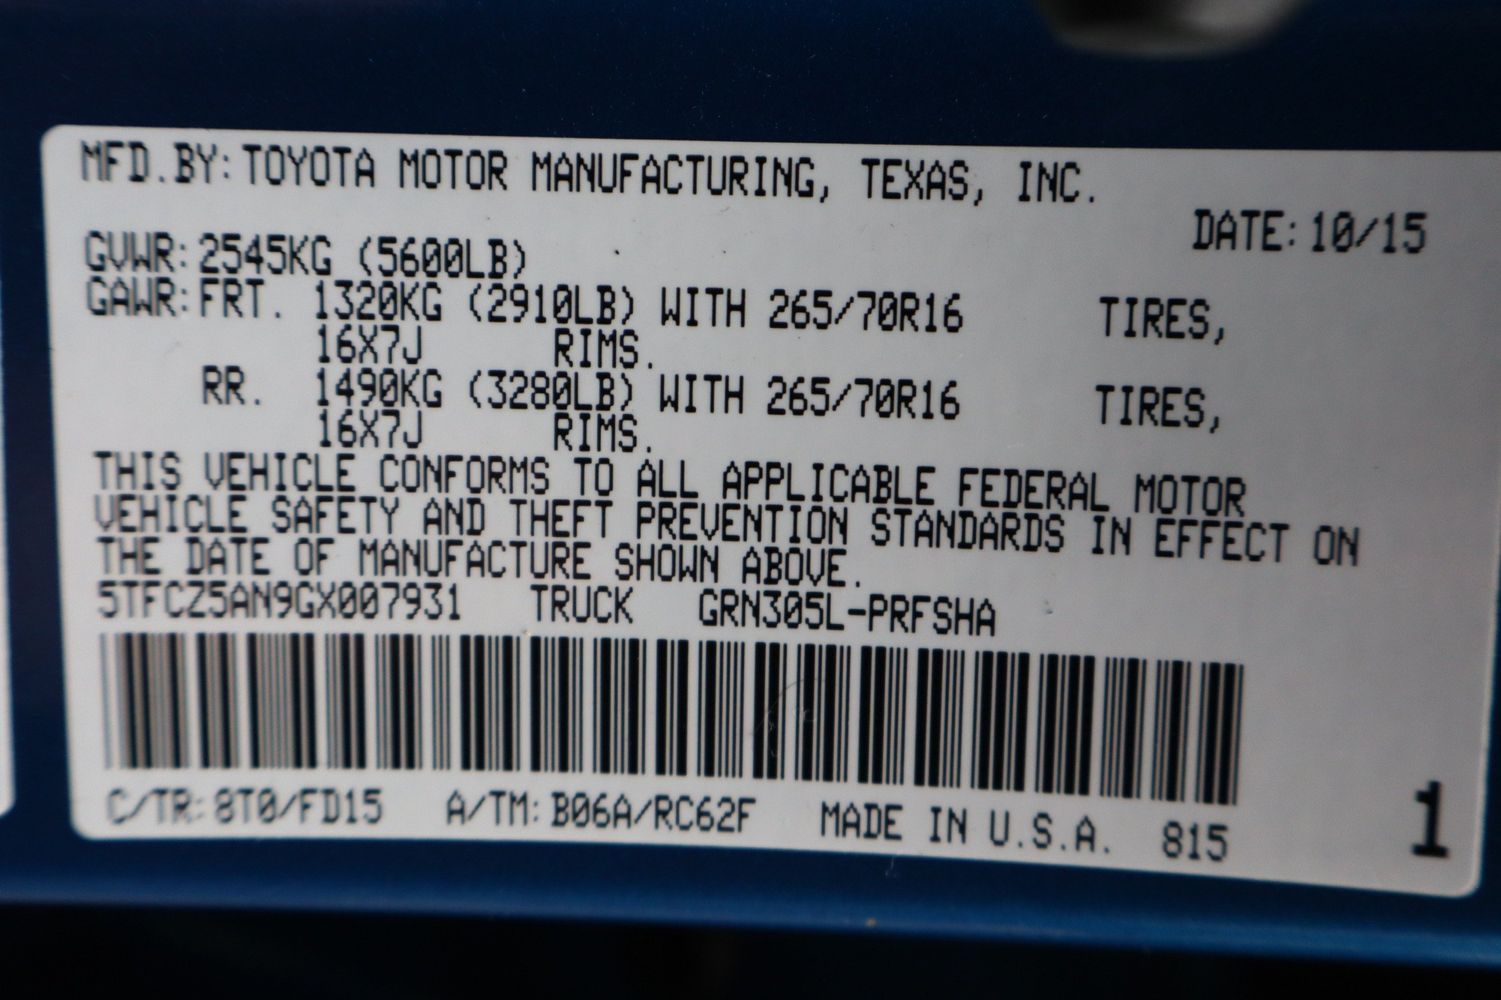 MFD.BY: TOYOTA MOTOR MANUFACTURING, TEXAS, INC.
DATE: 10/15
GVWR: 2545KG (5600LB)
GAWR: FRT. 1320KG (2910LB) WITH 265/70R16 TIRES,
16X7J RIMS.
RR. 1490KG (3280LB) WITH 265/70R16 TIRES,
16X7J RIMS.
THIS VEHICLE CONFORMS TO ALL APPLICABLE FEDERAL MOTOR
VEHICLE SAFETY AND THEFT PREVENTION STANDARDS IN EFFECT ON
THE DATE OF MANUFACTURE SHOWN ABOVE.
5TFCZ5AN9GX007931 TRUCK GRN305L-PRFSHA
C/TR: 8T0/FD15 A/TM: B06A/RC62F MADE IN U.S.A. 815
1